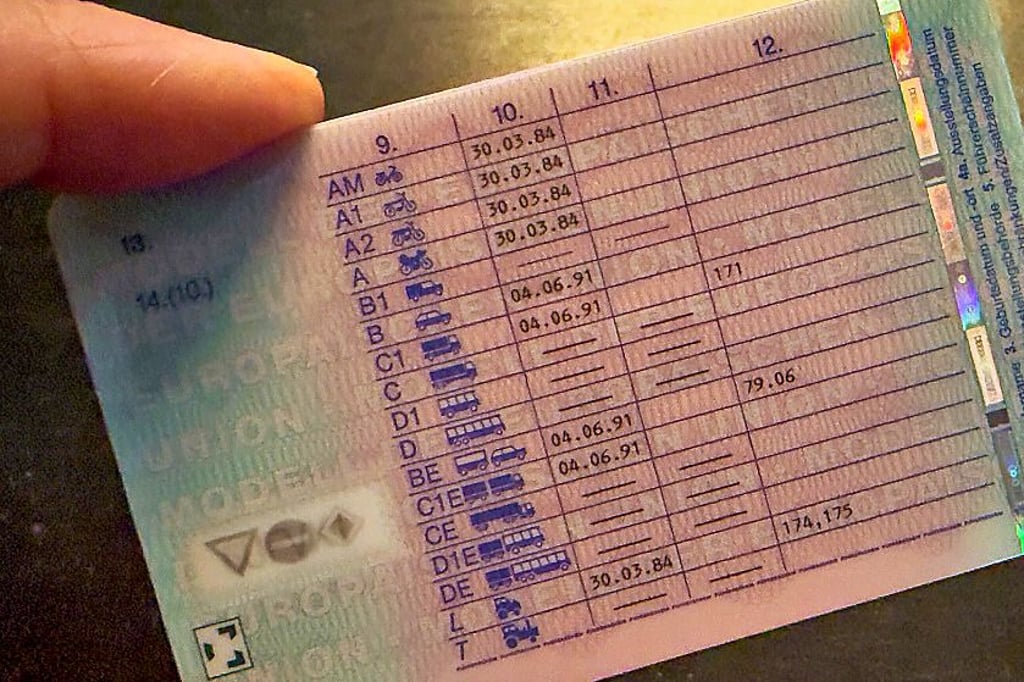 9. 10. 11. 12.
AM 30.03.84
A1 30.03.84
A2 30.03.84
A 30.03.84
B1
B 04.06.91
C1 04.06.91 171
C
D1
D
BE 04.06.91 79.06
C1E 04.06.91
CE
D1E
DE
L 30.03.84 174,175
T
13.
14.(10.)
3. Geburtsdatum und -ort 4a. Ausstellungsdatum
5. Führerscheinnummer
/Zusatzangaben